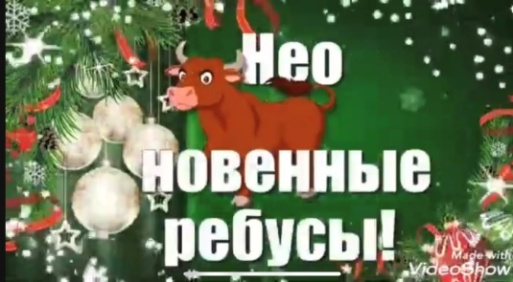 Нео
новенные
ребусы!
Made with
VideoShow